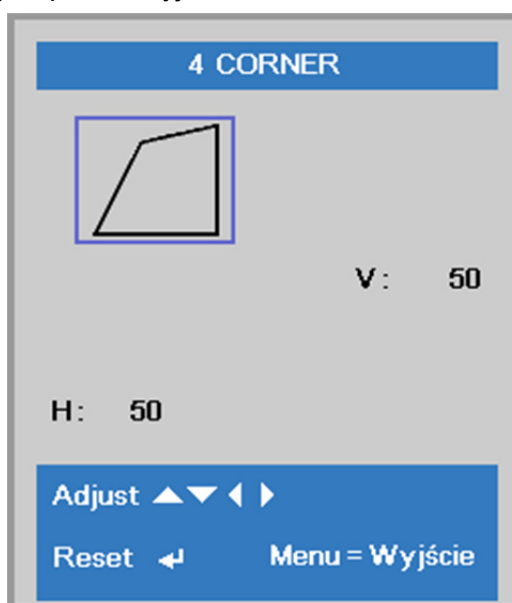 4 CORNER
V: 50
H: 50
Adjust
Reset Menu = Wyjście